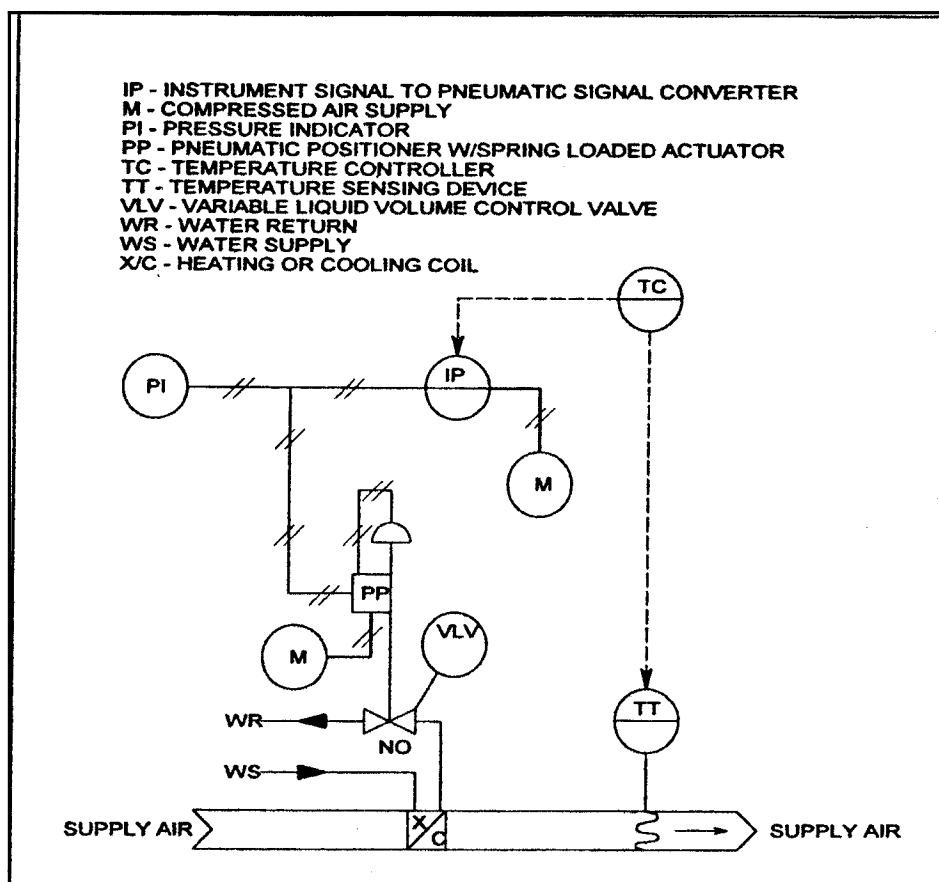 IP - INSTRUMENT SIGNAL TO PNEUMATIC SIGNAL CONVERTER
M - COMPRESSED AIR SUPPLY
PI - PRESSURE INDICATOR
PP - PNEUMATIC POSITIONER W/SPRING LOADED ACTUATOR
TC - TEMPERATURE CONTROLLER
TT - TEMPERATURE SENSING DEVICE
VLV - VARIABLE LIQUID VOLUME CONTROL VALVE
WR - WATER RETURN
WS - WATER SUPPLY
X/C - HEATING OR COOLING COIL
TC
IP
PI
M
PP
VLV
M
TT
WR
NO
WS
X
C
SUPPLY AIR
SUPPLY AIR